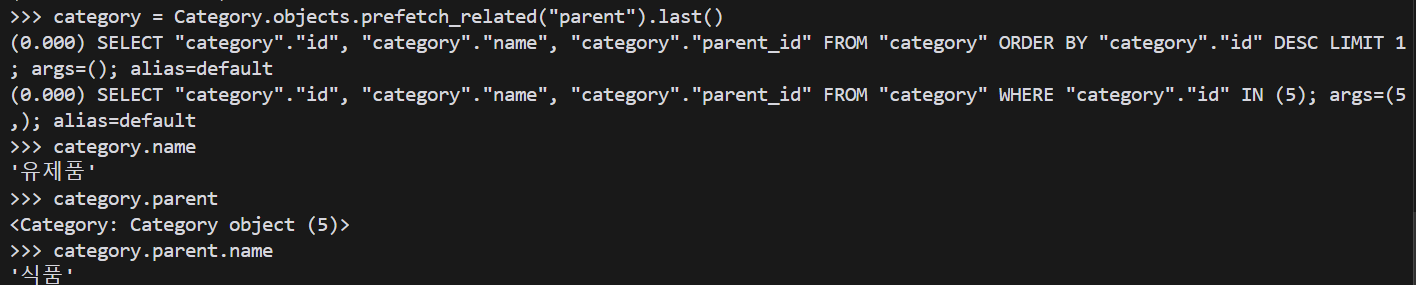 >>> category = Category.objects.prefetch_related("parent").last()
(0.000) SELECT "category"."id", "category"."name", "category"."parent_id" FROM "category" ORDER BY "category"."id" DESC LIMIT 1
; args=(); alias=default
(0.000) SELECT "category"."id", "category"."name", "category"."parent_id" FROM "category" WHERE "category"."id" IN (5); args=(5
,); alias=default
>>> category.name
'유제품'
>>> category.parent
<Category: Category object (5)>
>>> category.parent.name
'식품'